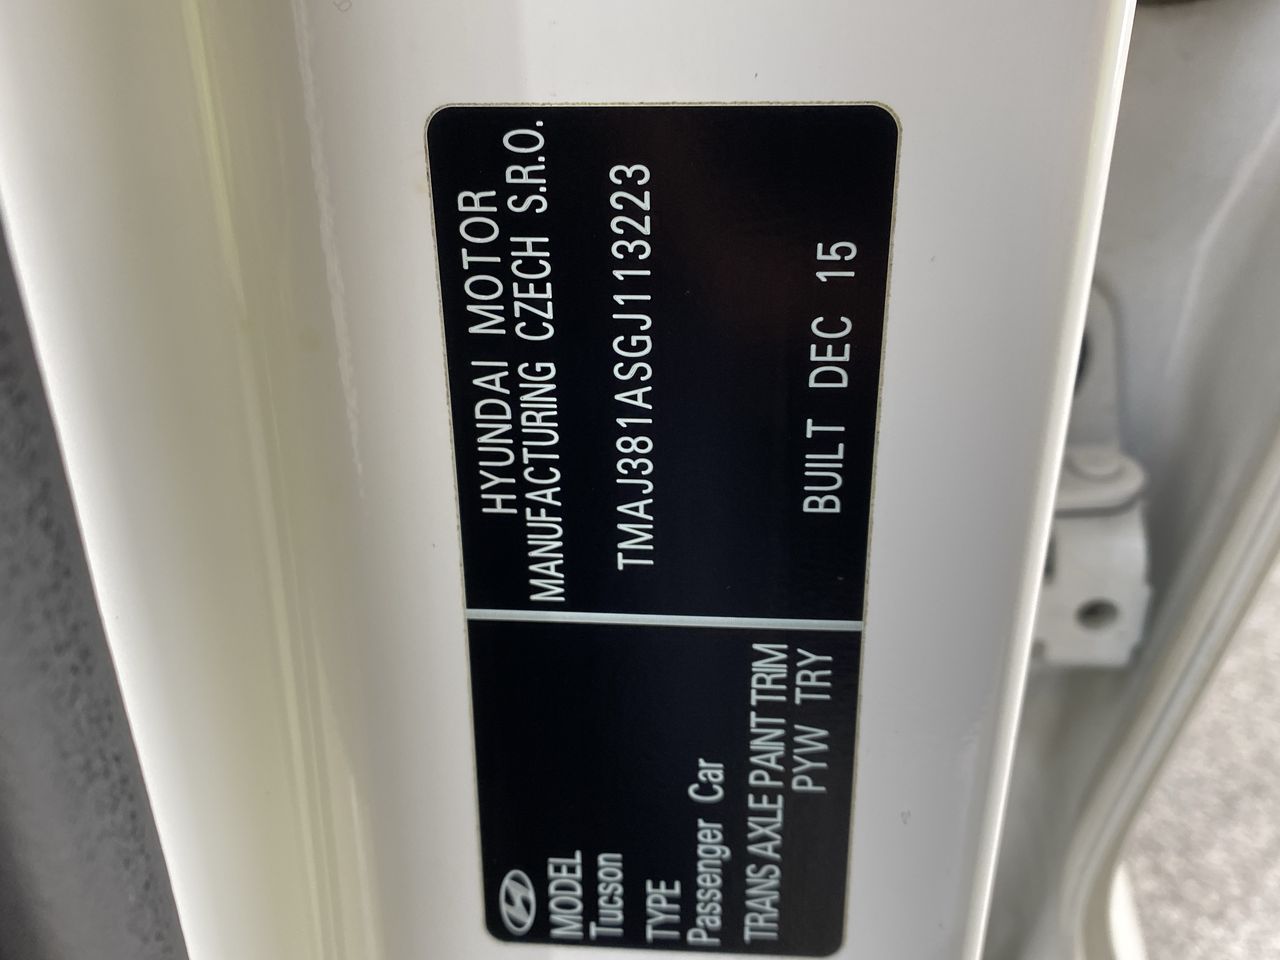 MODEL
Tucson
TYPE
Passenger Car
TRANS AXLE PAINT TRIM
PYW TRY
HYUNDAI MOTOR
MANUFACTURING CZECH S.R.O.
TMAJ381ASGJ113223
BUILT DEC 15